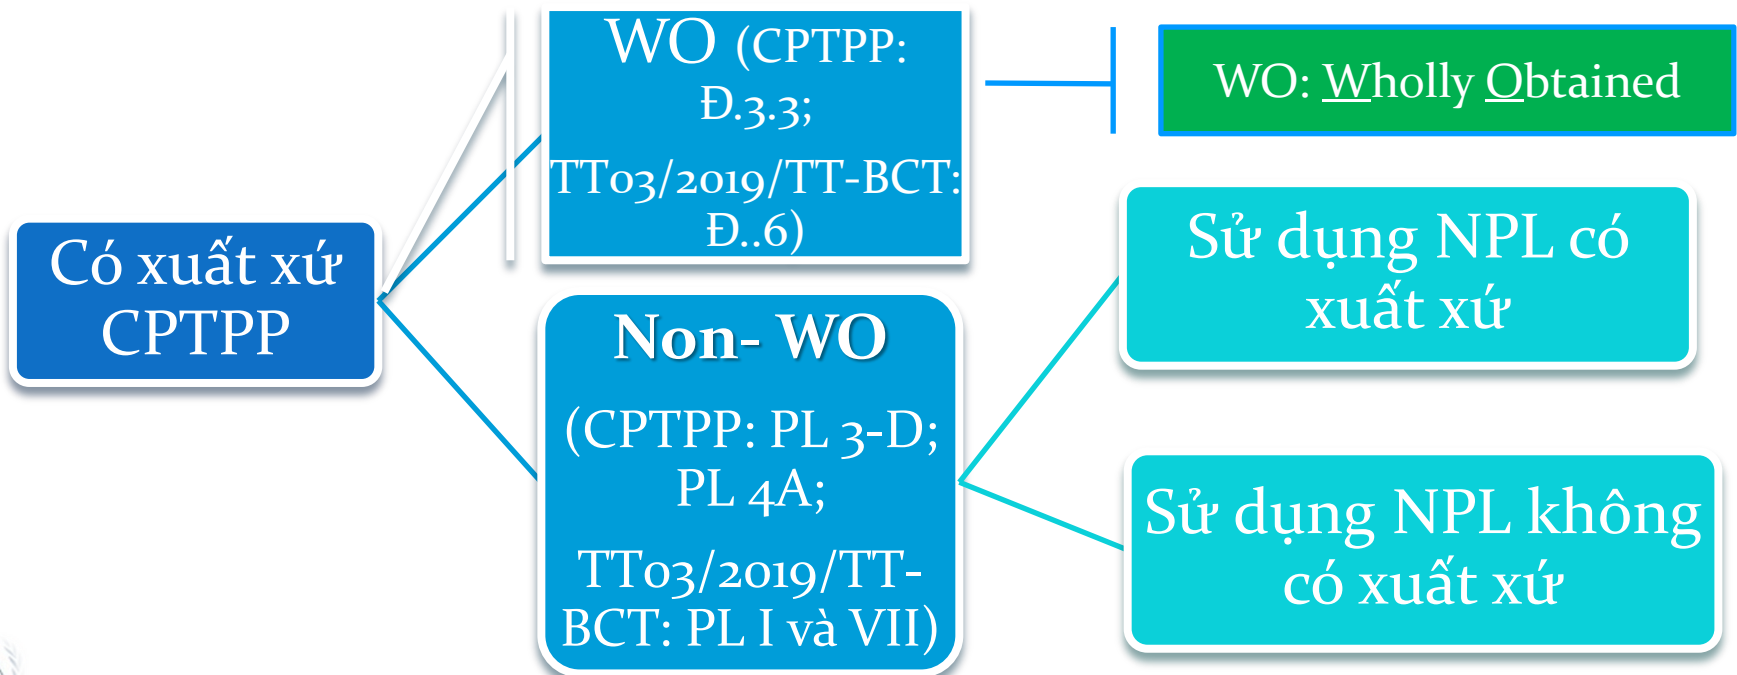 Có xuất xứ
CPTPP
WO (CPTPP:
Đ.3.3;
TT03/2019/TT-BCT:
Đ..6)
WO: Wholly Obtained
Non- WO
(CPTPP: PL 3-D;
PL 4A;
TT03/2019/TT-
BCT: PL I và VII)
Sử dụng NPL có
xuất xứ
Sử dụng NPL không
có xuất xứ